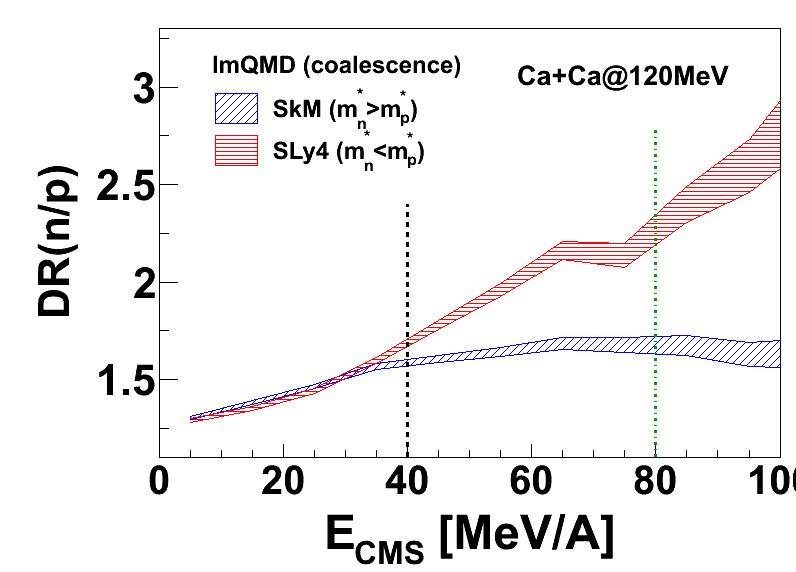 ImQMD (coalescence)
Ca+Ca@120MeV
SkM (m*n>m*p)
SLy4 (m*n<m*p)
DR(n/p)
3
2.5
2
1.5
0 20 40 60 80 100
E_CMS [MeV/A]